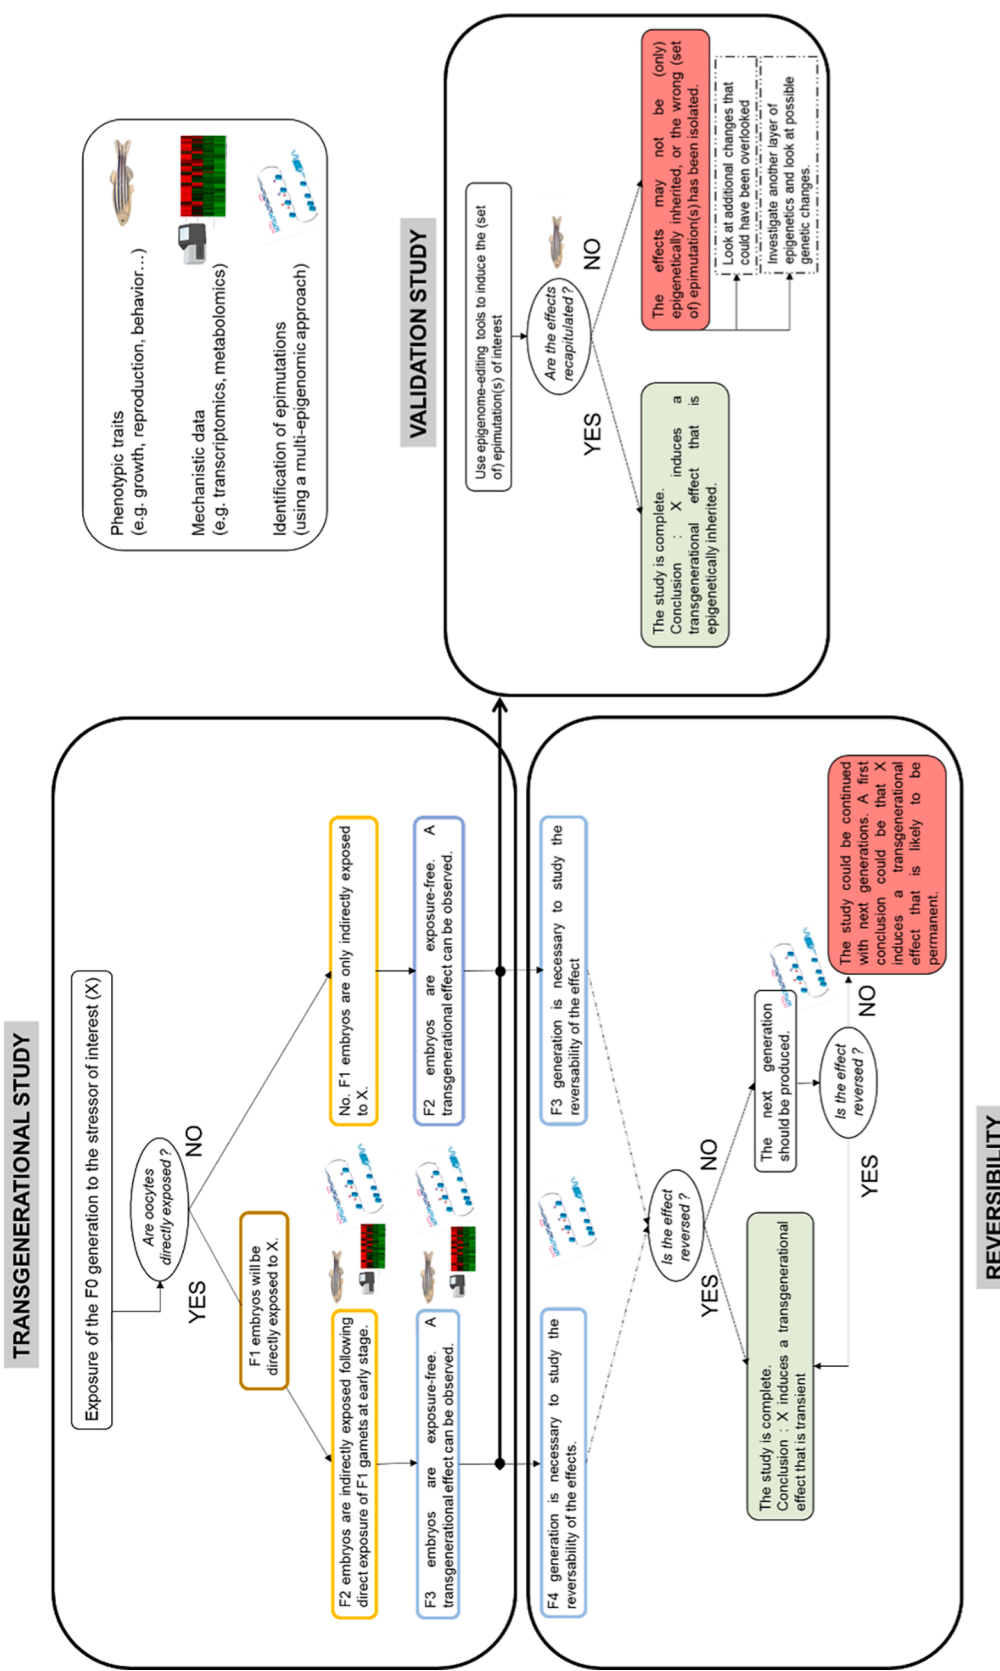 TRANSGENERATIONAL STUDY
Exposure of the F0 generation to the stressor of interest (X)
Are oocytes
directly exposed ?
YES
NO
F1 embryos will be
directly exposed to X.
F2 embryos are indirectly exposed following
direct exposure of F1 gamets at early stage.
No. F1 embryos are only indirectly exposed
to X.
F3 embryos are exposure-free. A
transgenerational effect can be observed.
F2 embryos are exposure-free. A
transgenerational effect can be observed.
F4 generation is necessary to study the
reversability of the effects.
F3 generation is necessary to study the
reversability of the effect
Is the effect
reversed ?
YES
NO
The study is complete.
Conclusion : X induces a transgenerational
effect that is transient
The next generation
should be produced.
Is the effect
reversed ?
YES
NO
The study could be continued
with next generations. A first
conclusion could be that X
induces a transgenerational
effect that is likely to be
permanent.
REVERSIBILITY
Phenotypic traits
(e.g. growth, reproduction, behavior…)
Mechanistic data
(e.g. transcriptomics, metabolomics)
Identification of epimutations
(using a multi-epigenomic approach)
VALIDATION STUDY
Use epigenome-editing tools to induce the (set
of) epimutation(s) of interest
Are the effects
recapitulated ?
YES
NO
The study is complete.
Conclusion : X induces a
transgenerational effect that is
epigenetically inherited.
The effects may not be (only)
epigenetically inherited, or the wrong (set
of) epimutation(s) has been isolated.
Look at additional changes that
could have been overlooked
Investigate another layer of
epigenetics and look at possible
genetic changes.